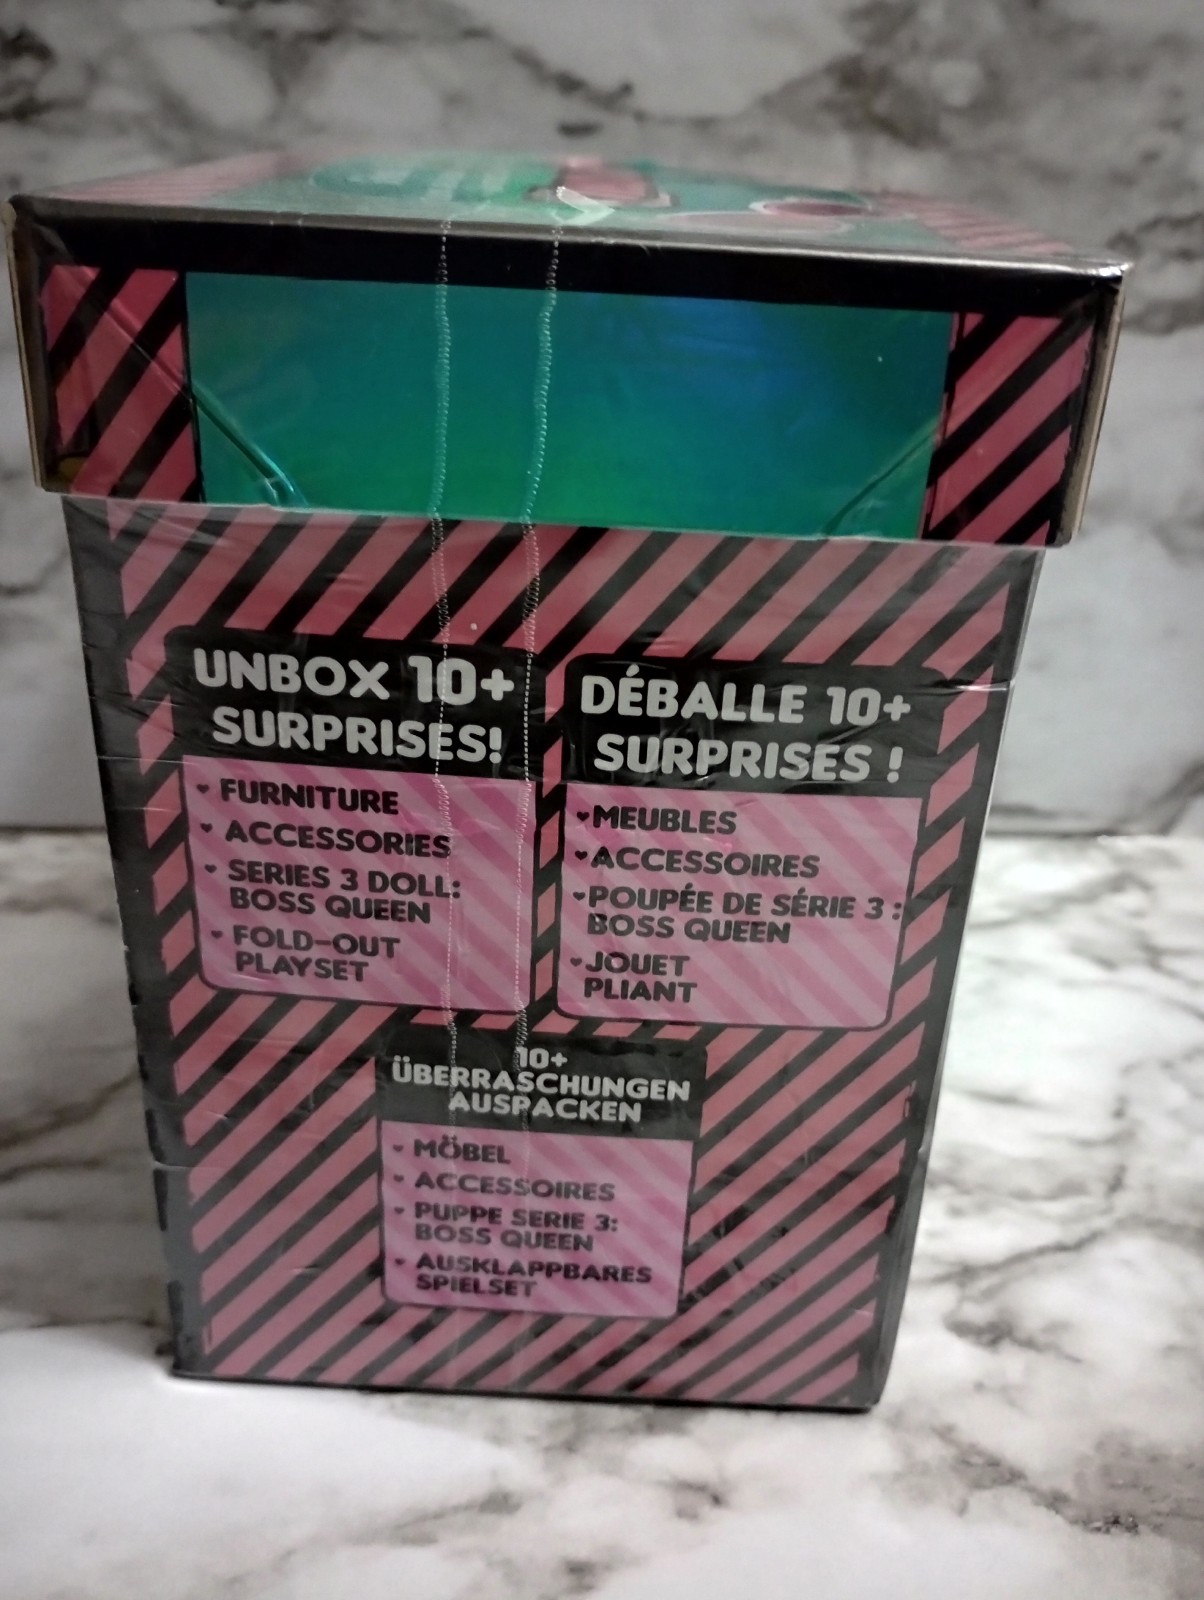 UNBOX 10+
SURPRISES!
FURNITURE
ACCESSORIES
SERIES 3 DOLL:
BOSS QUEEN
FOLD-OUT
PLAYSET
DÉBALLE 10+
SURPRISES !
MEUBLES
ACCESSOIRES
POUPÉE DE SÉRIE 3 :
BOSS QUEEN
JOUET
PLIANT
10+
ÜBERRASCHUNGEN
AUSPACKEN
MÖBEL
ACCESSOIRES
PUPPE SERIE 3:
BOSS QUEEN
AUSKLAPPBARES
SPIELSET